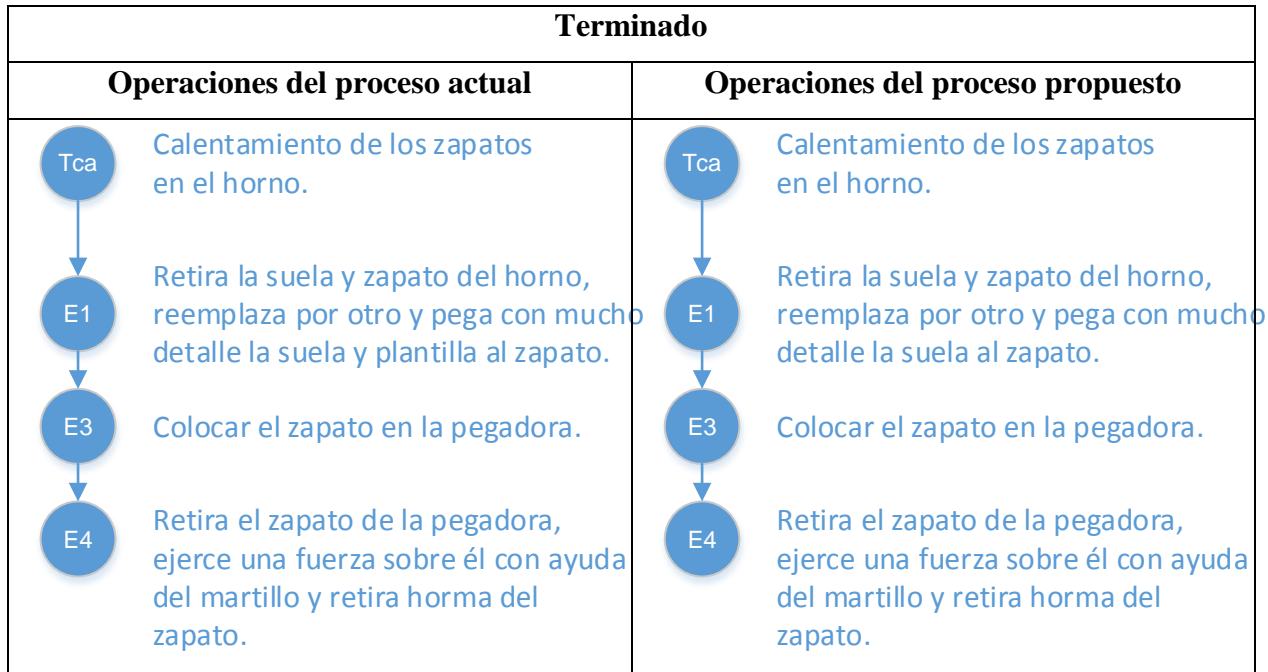 Terminado
Operaciones del proceso actual
Tca
Calentamiento de los zapatos
en el horno.
E1
Retira la suela y zapato del horno,
reemplaza por otro y pega con mucho
detalle la suela y plantilla al zapato.
E3
Colocar el zapato en la pegadora.
E4
Retira el zapato de la pegadora,
ejerce una fuerza sobre él con ayuda
del martillo y retira horma del
zapato.
Operaciones del proceso propuesto
Tca
Calentamiento de los zapatos
en el horno.
E1
Retira la suela y zapato del horno,
reemplaza por otro y pega con mucho
detalle la suela al zapato.
E3
Colocar el zapato en la pegadora.
E4
Retira el zapato de la pegadora,
ejerce una fuerza sobre él con ayuda
del martillo y retira horma del
zapato.